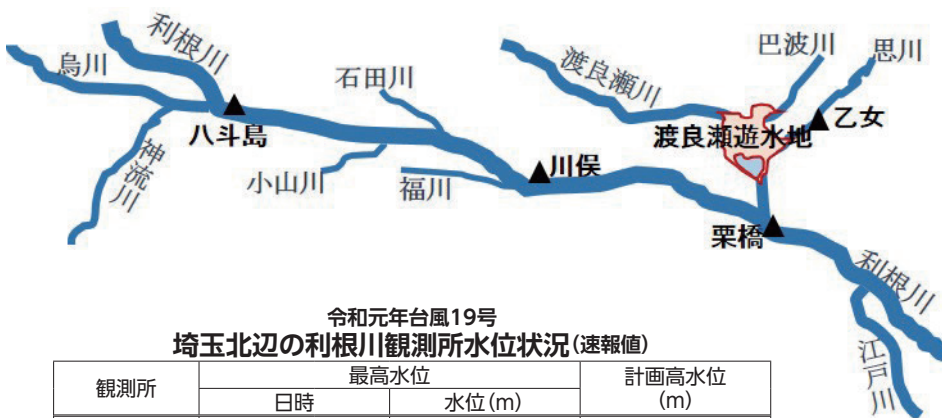 利根川
烏川
石田川
渡良瀬川
巴波川
思川
八斗島
乙女
渡良瀬遊水地
神流川
小山川
福川
川俣
栗橋
利根川
江戸川
令和元年台風19号
埼玉北辺の利根川観測所水位状況(速報値)
観測所 最高水位 計画高水位
日時 水位(m) (m)